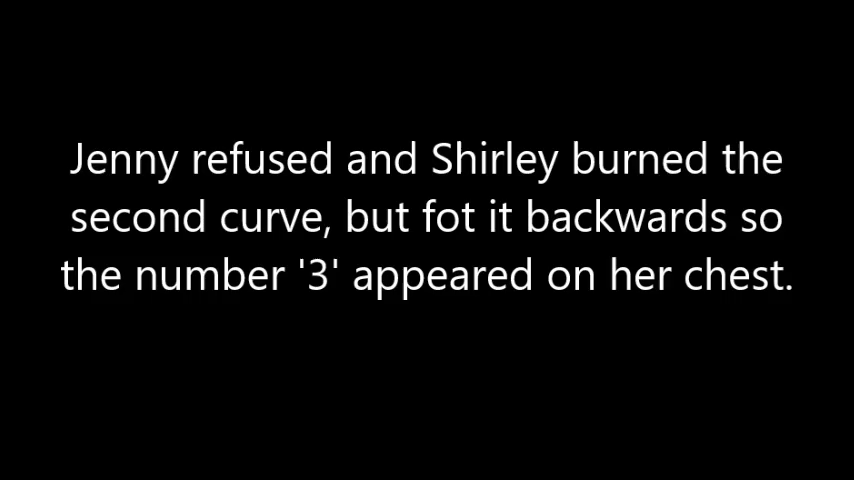 Jenny refused and Shirley burned the
second curve, but fot it backwards so
the number '3' appeared on her chest.